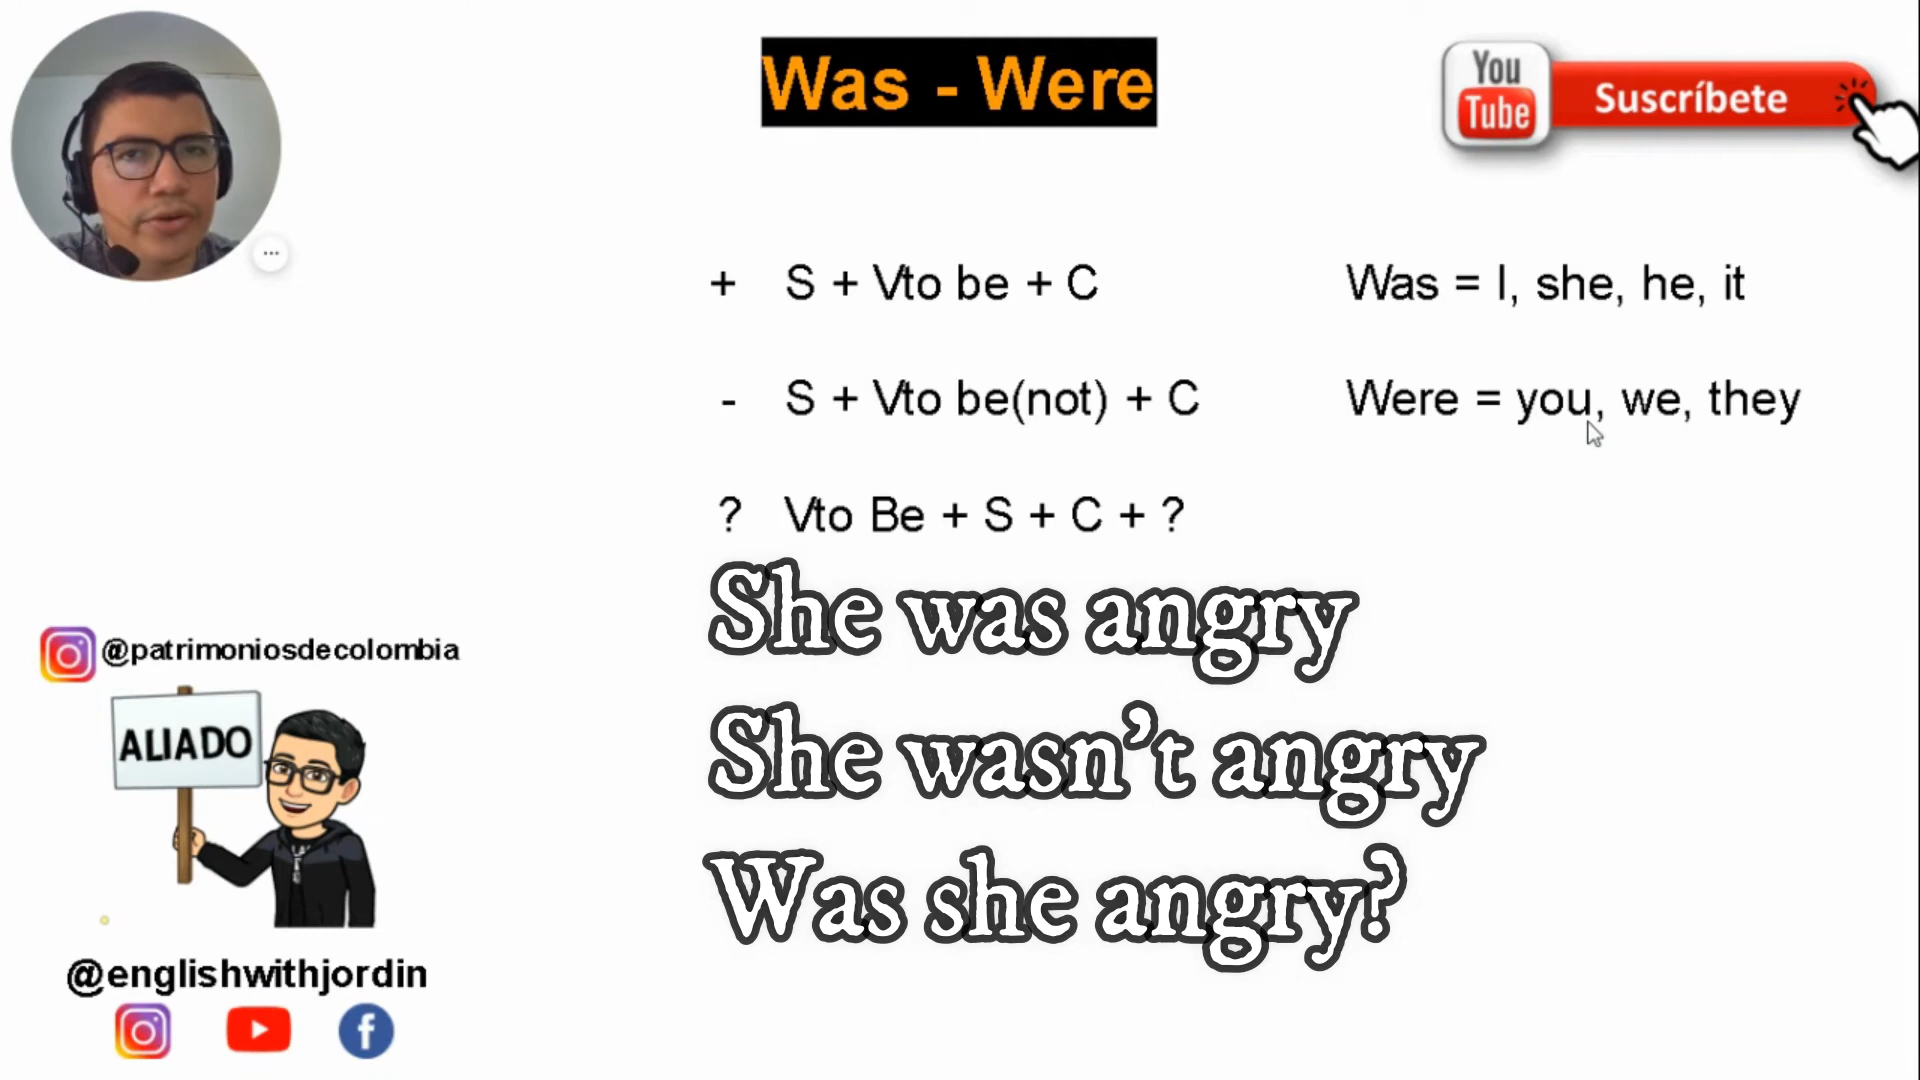 Was - Were
You
Tube
Suscríbete
+ S + Vto be + C
Was = I, she, he, it
- S + Vto be(not) + C
Were = you, we, they
? Vto Be + S + C + ?
She was angry
She wasn't angry
Was she angry?
@patrimoniosdecolombia
ALIADO
@englishwithjordin